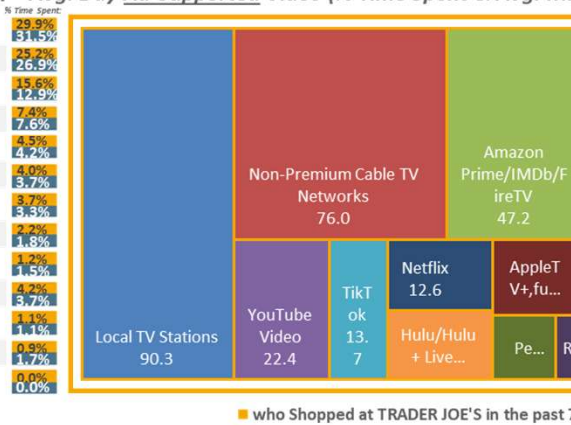 % Time Spent:
29.9%
31.5%
25.2%
26.9%
15.6%
12.9%
7.4%
7.6%
4.5%
4.2%
4.0%
3.7%
3.7%
3.3%
2.2%
1.8%
1.2%
1.5%
4.2%
3.7%
1.1%
1.1%
0.9%
1.7%
0.0%
0.0%
Local TV Stations
90.3
Non-Premium Cable TV
Networks
76.0
Amazon
Prime/IMDb/F
ireTV
47.2
YouTube
Video
22.4
TikT
ok
13.
7
Netflix
12.6
Hulu/Hulu
+ Live...
AppleT
V+,fu...
Pe...
R
who Shopped at TRADER JOE'S in the past 7